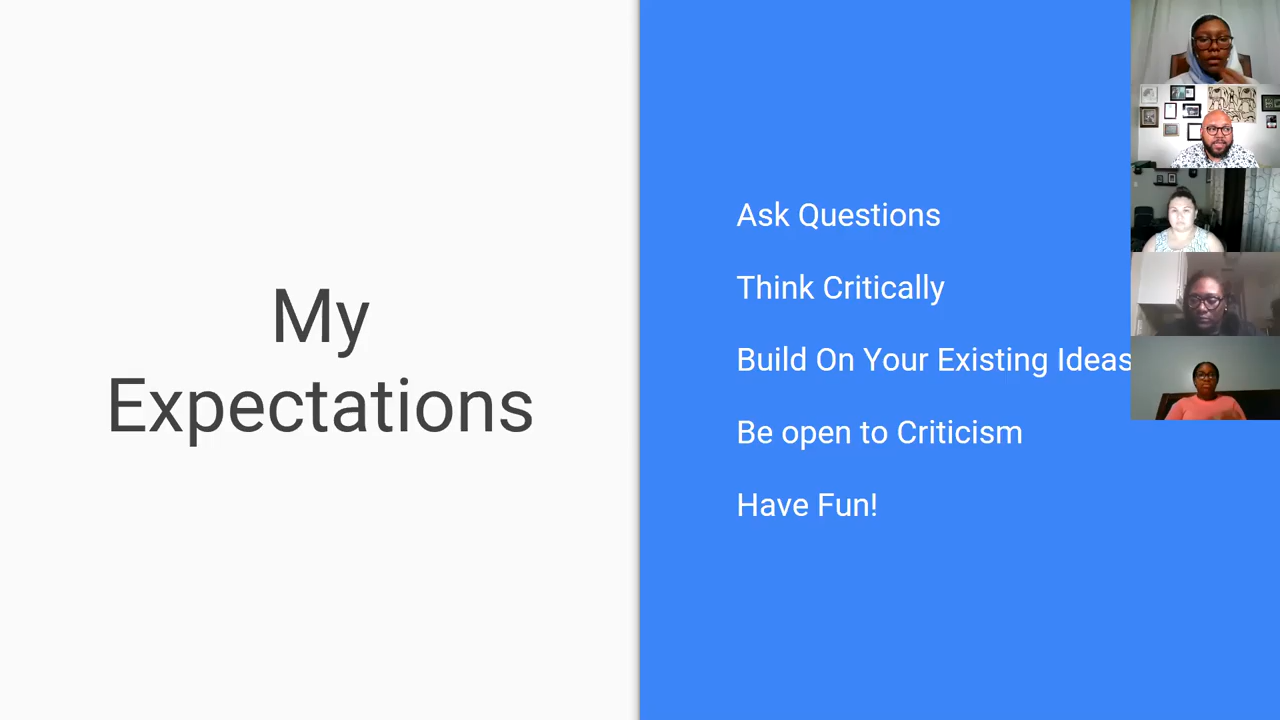 My
Expectations
Ask Questions
Think Critically
Build On Your Existing Ideas
Be open to Criticism
Have Fun!